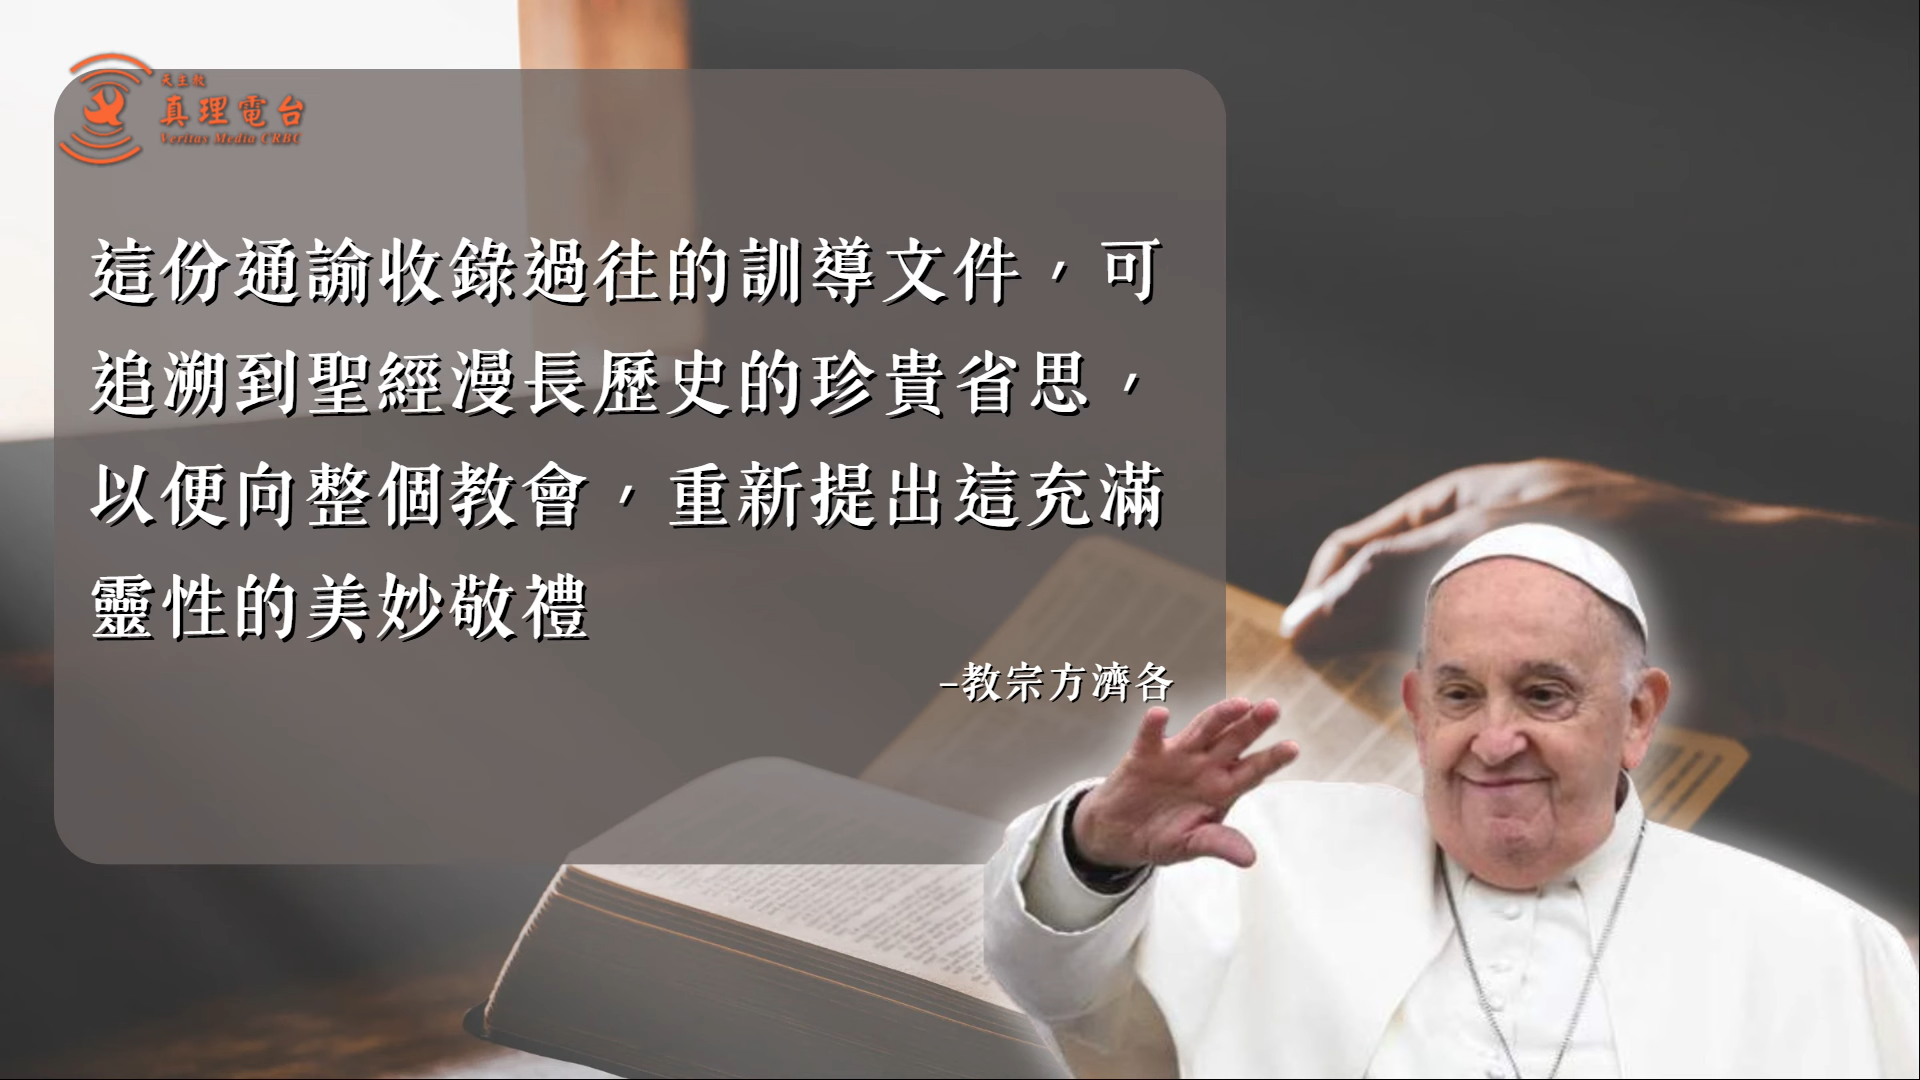 天主教
真理電台
Veritas Media CRBC
這份通諭收錄過往的訓導文件，可
追溯到聖經漫長歷史的珍貴省思，
以便向整個教會，重新提出這充滿
靈性的美妙敬禮
–教宗方濟各